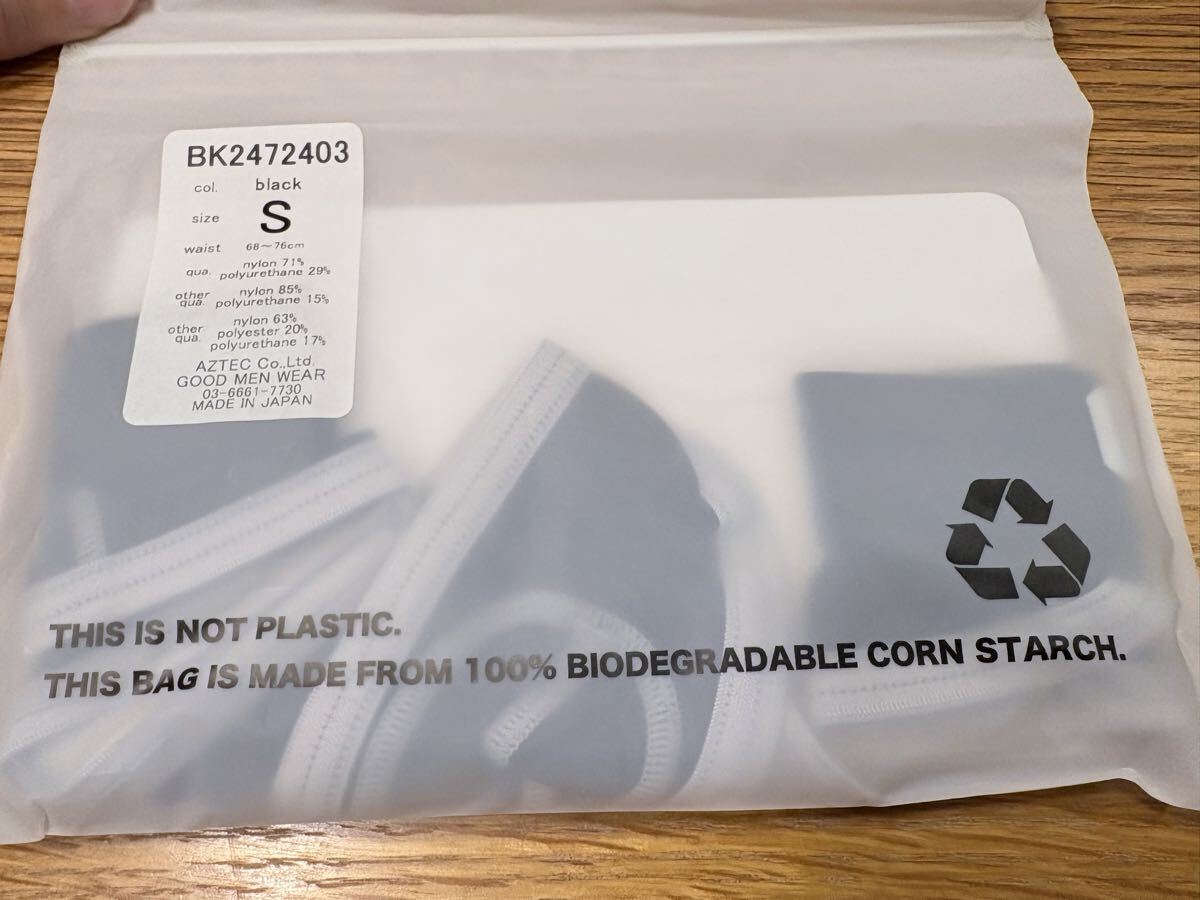 BK2472403
col. black
size S
waist 68～76cm
qua. nylon 71%
polyurethane 29%
other qua. nylon 85%
polyurethane 15%
other qua. nylon 63%
polyester 20%
polyurethane 17%
AZTEC Co.,Ltd.
GOOD MEN WEAR
03-6661-7730
MADE IN JAPAN
THIS IS NOT PLASTIC.
THIS BAG IS MADE FROM 100% BIODEGRADABLE CORN STARCH.